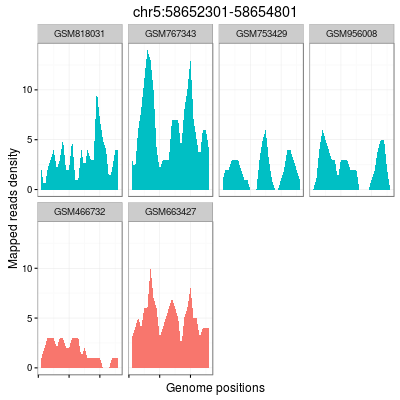 chr5:58652301-58654801
GSM818031 GSM767343 GSM753429 GSM956008
10
5
0
GSM466732 GSM663427
10
5
0
Mapped reads density
Genome positions